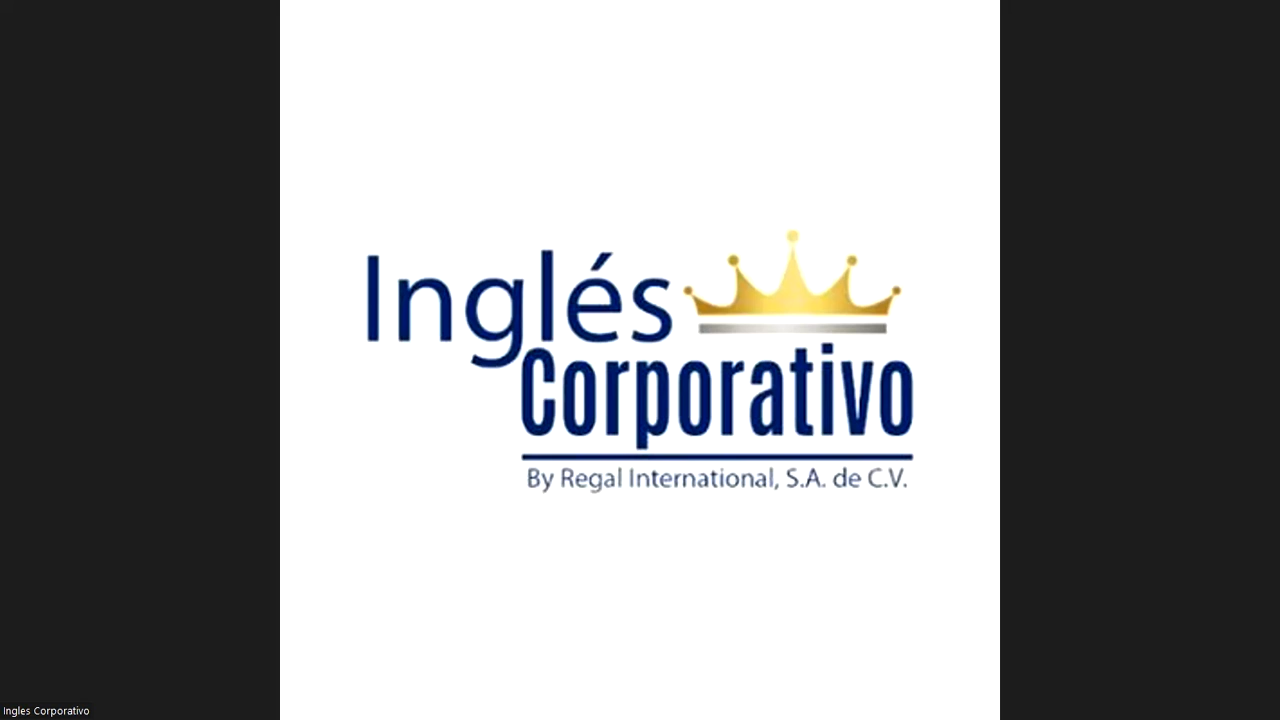 Inglés
Corporativo
By Regal International, S.A. de C.V.
Ingles Corporativo